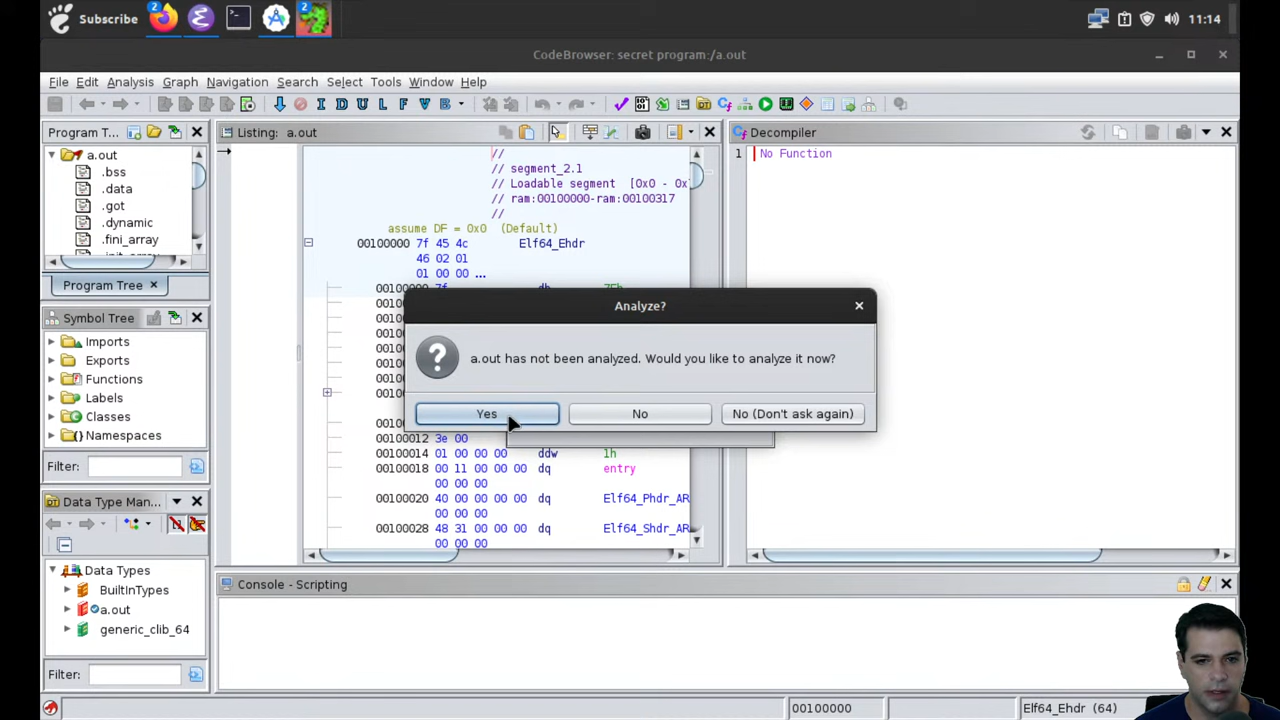 2
2
Subscribe
11:14
CodeBrowser: secret program:/a.out
File Edit Analysis Graph Navigation Search Select Tools Window Help
I D U L F V B
Program T...
Listing: a.out
Decompiler
a.out
.bss
.data
.got
.dynamic
.fini_array
Program Tree
//
// segment_2.1
// Loadable segment [0x0 - 0x
// ram:00100000-ram:00100317
//
assume DF = 0x0 (Default)
00100000 7f 45 4c Elf64_Ehdr
46 02 01
01 00 00 ...
1 No Function
Symbol Tree
Imports
Exports
Functions
Labels
Classes
Namespaces
Filter:
Analyze?
a.out has not been analyzed. Would you like to analyze it now?
Yes No No (Don't ask again)
00100012 3e 00
00100014 01 00 00 00 ddw 1h
00100018 00 11 00 00 00 dq entry
00 00 00
00100020 40 00 00 00 00 dq Elf64_Phdr_AR
00 00 00
00100028 48 31 00 00 00 dq Elf64_Shdr_AR
00 00 00
Data Type Man...
Data Types
BuiltInTypes
a.out
generic_clib_64
Filter:
Console - Scripting
00100000
Elf64_Ehdr (64)